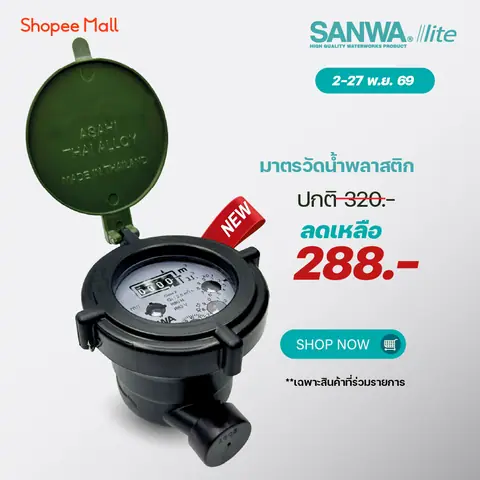 Shopee Mall
SANWA® lite
HIGH QUALITY WATERWORKS PRODUCT
2-27 พ.ย. 69
ASAHI
THAI ALLOY
MADE IN THAILAND
มาตรวัดน้ำพลาสติก
ปกติ 320.-
NEW
ลดเหลือ
288.-
m³
SHOP NOW
**เฉพาะสินค้าที่ร่วมรายการ